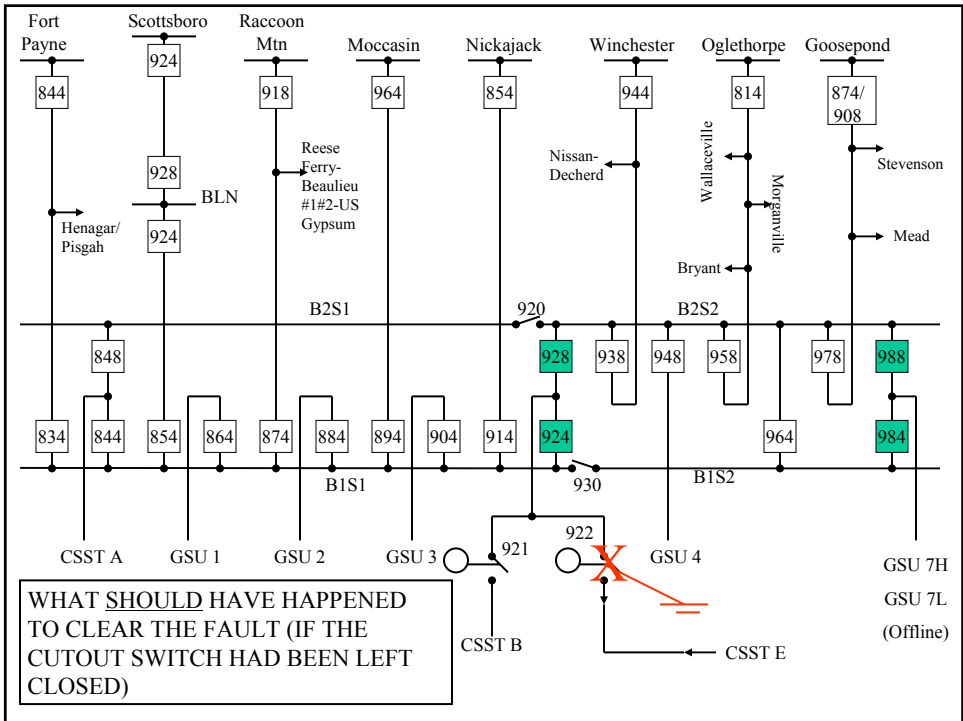 Fort
Payne
Scottsboro
Raccoon
Mtn
Moccasin
Nickajack
Winchester
Oglethorpe
Goosepond
844
924
918
964
854
944
814
874/
908
928
BLN
924
Reese
Ferry-
Beaulieu
#1#2-US
Gypsum
Nissan-
Decherd
Wallaceville
Morganville
Stevenson
Henagar/
Pisgah
Bryant
Mead
B2S1
920
B2S2
848
928
938
948
958
978
988
834
844
854
864
874
884
894
904
914
924
964
984
B1S1
930
B1S2
CSST A
GSU 1
GSU 2
GSU 3
921
922
X
GSU 4
GSU 7H
GSU 7L
(Offline)
CSST B
CSST E
WHAT SHOULD HAVE HAPPENED
TO CLEAR THE FAULT (IF THE
CUTOUT SWITCH HAD BEEN LEFT
CLOSED)